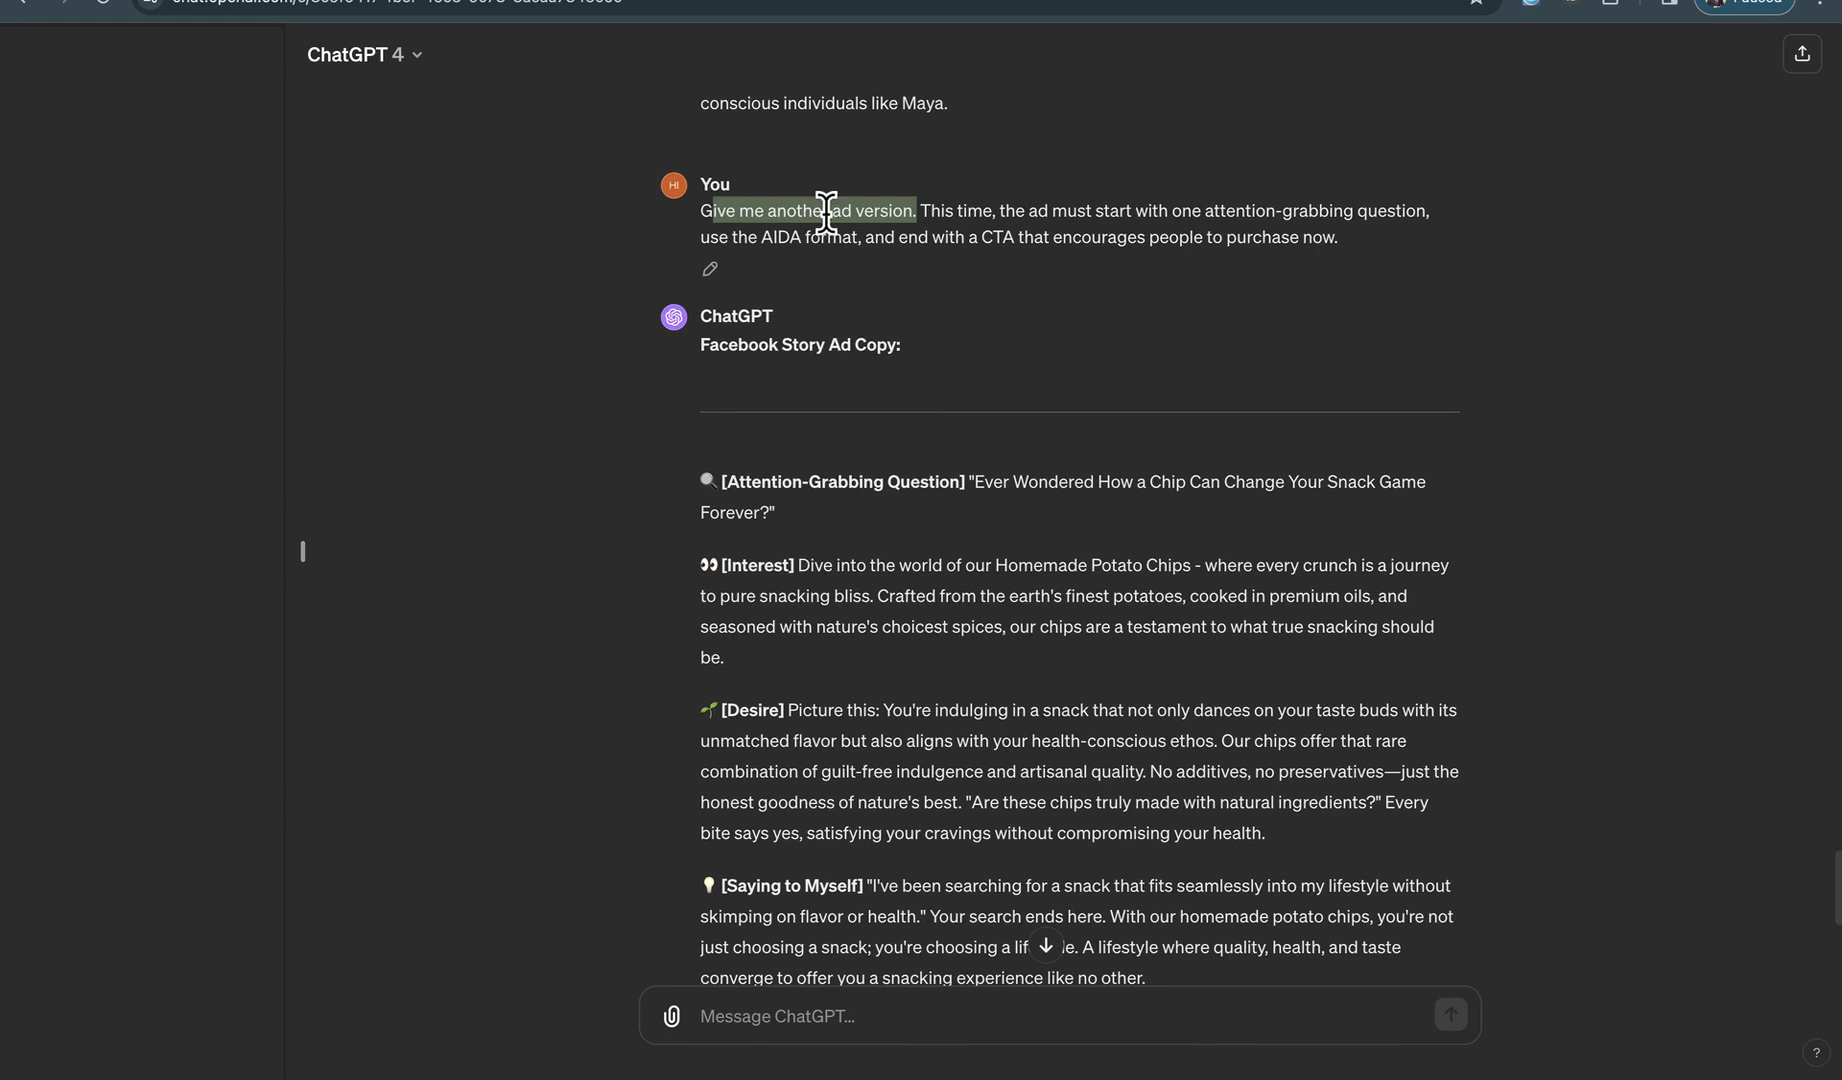 ChatGPT 4
conscious individuals like Maya.
HI
You
Give me another ad version. This time, the ad must start with one attention-grabbing question,
use the AIDA format, and end with a CTA that encourages people to purchase now.
ChatGPT
Facebook Story Ad Copy:
[Attention-Grabbing Question] "Ever Wondered How a Chip Can Change Your Snack Game
Forever?"
[Interest] Dive into the world of our Homemade Potato Chips - where every crunch is a journey
to pure snacking bliss. Crafted from the earth's finest potatoes, cooked in premium oils, and
seasoned with nature's choicest spices, our chips are a testament to what true snacking should
be.
[Desire] Picture this: You're indulging in a snack that not only dances on your taste buds with its
unmatched flavor but also aligns with your health-conscious ethos. Our chips offer that rare
combination of guilt-free indulgence and artisanal quality. No additives, no preservatives—just the
honest goodness of nature's best. "Are these chips truly made with natural ingredients?" Every
bite says yes, satisfying your cravings without compromising your health.
[Saying to Myself] "I've been searching for a snack that fits seamlessly into my lifestyle without
skimping on flavor or health." Your search ends here. With our homemade potato chips, you're not
just choosing a snack; you're choosing a lifestyle. A lifestyle where quality, health, and taste
converge to offer you a snacking experience like no other.
Message ChatGPT...
?